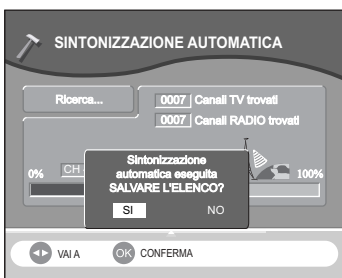 SINTONIZZAZIONE AUTOMATICA
Ricerca...
0007 Canali TV trovati
0007 Canali RADIO trovati
0% CH 100%
Sintonizzazione
automatica eseguita
SALVARE L'ELENCO?
SI NO
VAI A OK CONFERMA